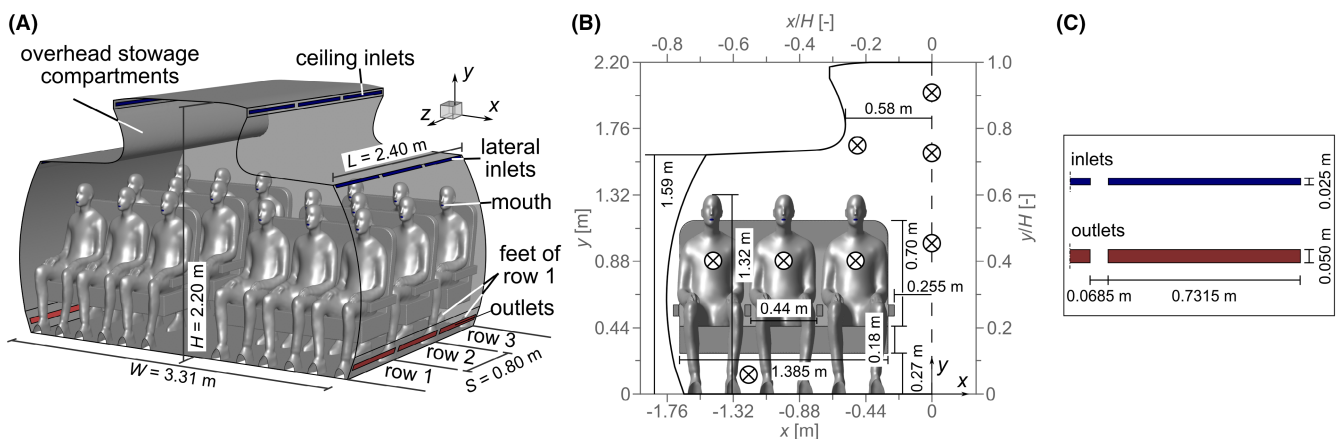 (A)
overhead stowage
compartments
ceiling inlets
y
x
z
L = 2.40 m
lateral
inlets
mouth
feet of
row 1
outlets
row 3
row 2
row 1
S = 0.80 m
H = 2.20 m
W = 3.31 m
(B)
x/H [-]
-0.8 -0.6 -0.4 -0.2 0
2.20
1.76
1.32
0.88
0.44
0
y [m]
1.0
0.8
0.6
0.4
0.2
0
y/H [-]
0.58 m
1.59 m
1.32 m
0.70 m
0.255 m
0.44 m
0.18 m
1.385 m
0.27 m
y
x
-1.76 -1.32 -0.88 -0.44 0
x [m]
(C)
inlets
0.025 m
outlets
0.050 m
0.0685 m 0.7315 m